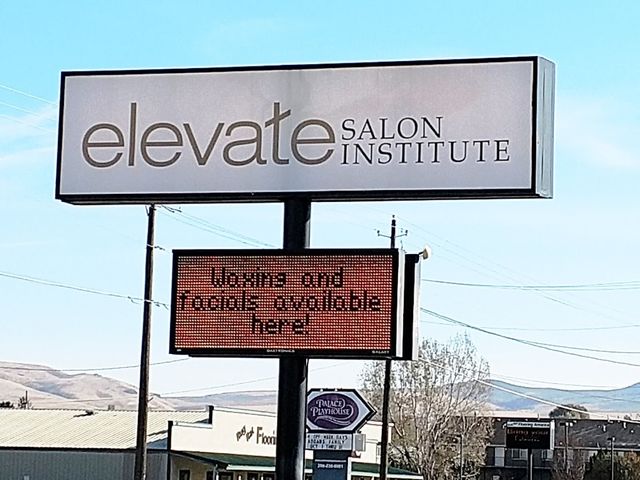 elevate
SALON
INSTITUTE
Waxing and
facials available
here!
PALACE
PLAYHOUSE